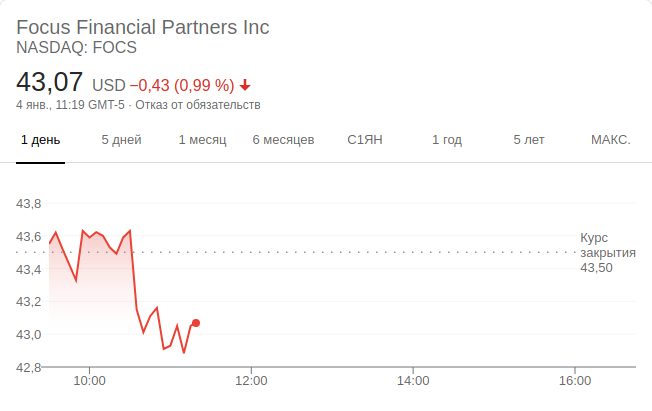 Focus Financial Partners Inc
NASDAQ: FOCS
43,07 USD −0,43 (0,99 %)
4 янв., 11:19 GMT-5 · Отказ от обязательств
1 день 5 дней 1 месяц 6 месяцев С1ЯН 1 год 5 лет МАКС.
43,8
43,6
Курс
закрытия
43,50
43,4
43,2
43,0
42,8
10:00 12:00 14:00 16:00